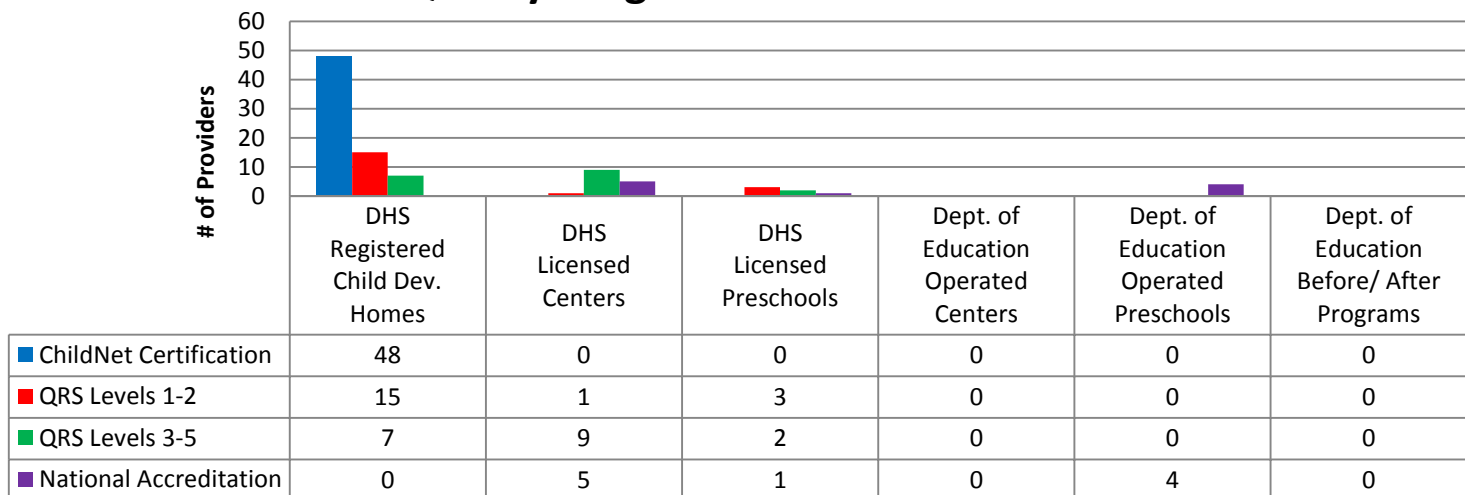 60
50
40
30
20
10
0
# of Providers
DHS
Registered
Child Dev.
Homes
DHS
Licensed
Centers
DHS
Licensed
Preschools
Dept. of
Education
Operated
Centers
Dept. of
Education
Operated
Preschools
Dept. of
Education
Before/ After
Programs
ChildNet Certification 48 0 0 0 0 0
QRS Levels 1-2 15 1 3 0 0 0
QRS Levels 3-5 7 9 2 0 0 0
National Accreditation 0 5 1 0 4 0